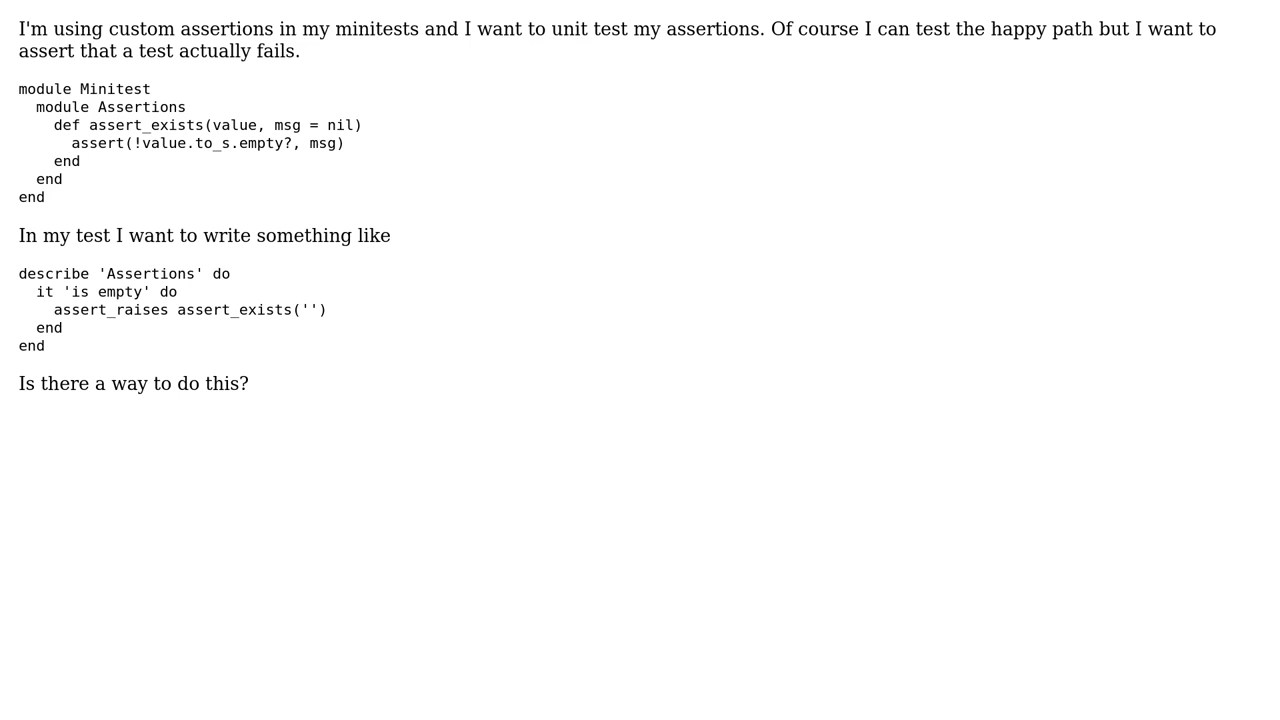 I'm using custom assertions in my minitests and I want to unit test my assertions. Of course I can test the happy path but I want to
assert that a test actually fails.
module Minitest
  module Assertions
    def assert_exists(value, msg = nil)
      assert(!value.to_s.empty?, msg)
    end
  end
end
In my test I want to write something like
describe 'Assertions' do
  it 'is empty' do
    assert_raises assert_exists('')
  end
end
Is there a way to do this?